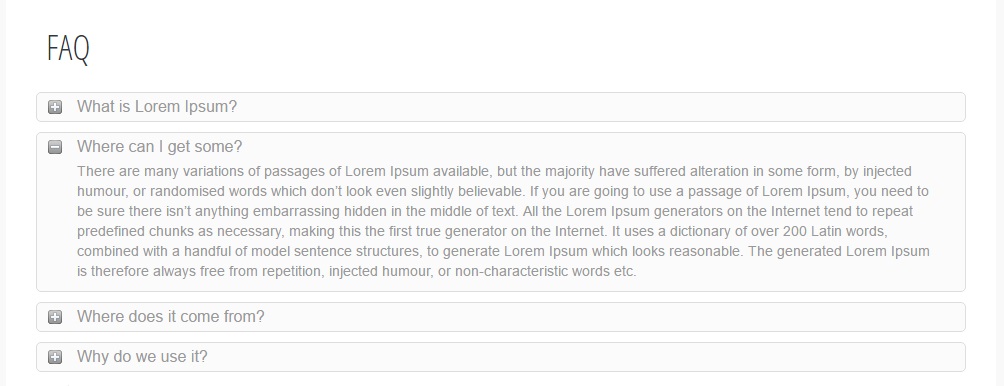 FAQ
What is Lorem Ipsum?
Where can I get some?
There are many variations of passages of Lorem Ipsum available, but the majority have suffered alteration in some form, by injected
humour, or randomised words which don’t look even slightly believable. If you are going to use a passage of Lorem Ipsum, you need to
be sure there isn’t anything embarrassing hidden in the middle of text. All the Lorem Ipsum generators on the Internet tend to repeat
predefined chunks as necessary, making this the first true generator on the Internet. It uses a dictionary of over 200 Latin words,
combined with a handful of model sentence structures, to generate Lorem Ipsum which looks reasonable. The generated Lorem Ipsum
is therefore always free from repetition, injected humour, or non-characteristic words etc.
Where does it come from?
Why do we use it?